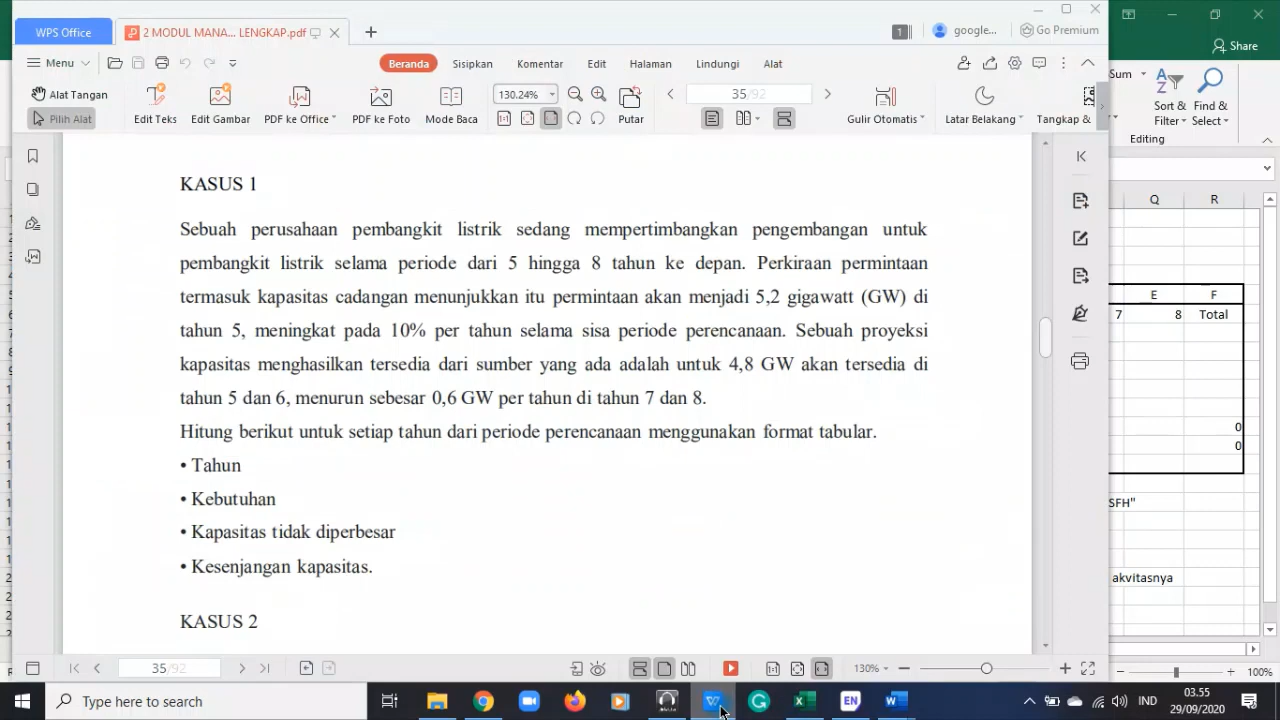 WPS Office
2 MODUL MANA... LENGKAP.pdf
1
google...
Go Premium
Share
Menu
Beranda
Sisipkan
Komentar
Edit
Halaman
Lindungi
Alat
Alat Tangan
Pilih Alat
Edit Teks
Edit Gambar
PDF ke Office
PDF ke Foto
Mode Baca
130.24%
Putar
35/92
Gulir Otomatis
Latar Belakang
Tangkap &
Sum
Sort &
Filter
Find &
Select
Editing
KASUS 1
Sebuah perusahaan pembangkit listrik sedang mempertimbangkan pengembangan untuk
pembangkit listrik selama periode dari 5 hingga 8 tahun ke depan. Perkiraan permintaan
termasuk kapasitas cadangan menunjukkan itu permintaan akan menjadi 5,2 gigawatt (GW) di
tahun 5, meningkat pada 10% per tahun selama sisa periode perencanaan. Sebuah proyeksi
kapasitas menghasilkan tersedia dari sumber yang ada adalah untuk 4,8 GW akan tersedia di
tahun 5 dan 6, menurun sebesar 0,6 GW per tahun di tahun 7 dan 8.
Hitung berikut untuk setiap tahun dari periode perencanaan menggunakan format tabular.
• Tahun
• Kebutuhan
• Kapasitas tidak diperbesar
• Kesenjangan kapasitas.
KASUS 2
Q R
E F
7 8 Total
0
0
SFH"
akvitasnya
35/92
130%
100%
Type here to search
IND
03.55
29/09/2020
EN